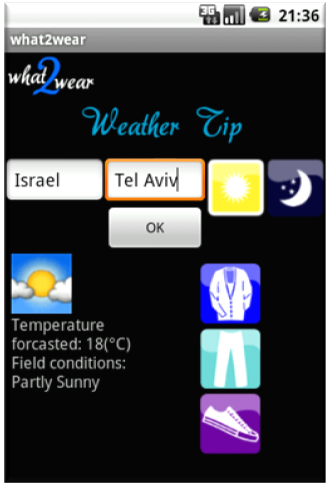 3G 21:36
what2wear
what2wear
Weather Tip
Israel Tel Aviv
OK
Temperature
forcasted: 18(°C)
Field conditions:
Partly Sunny